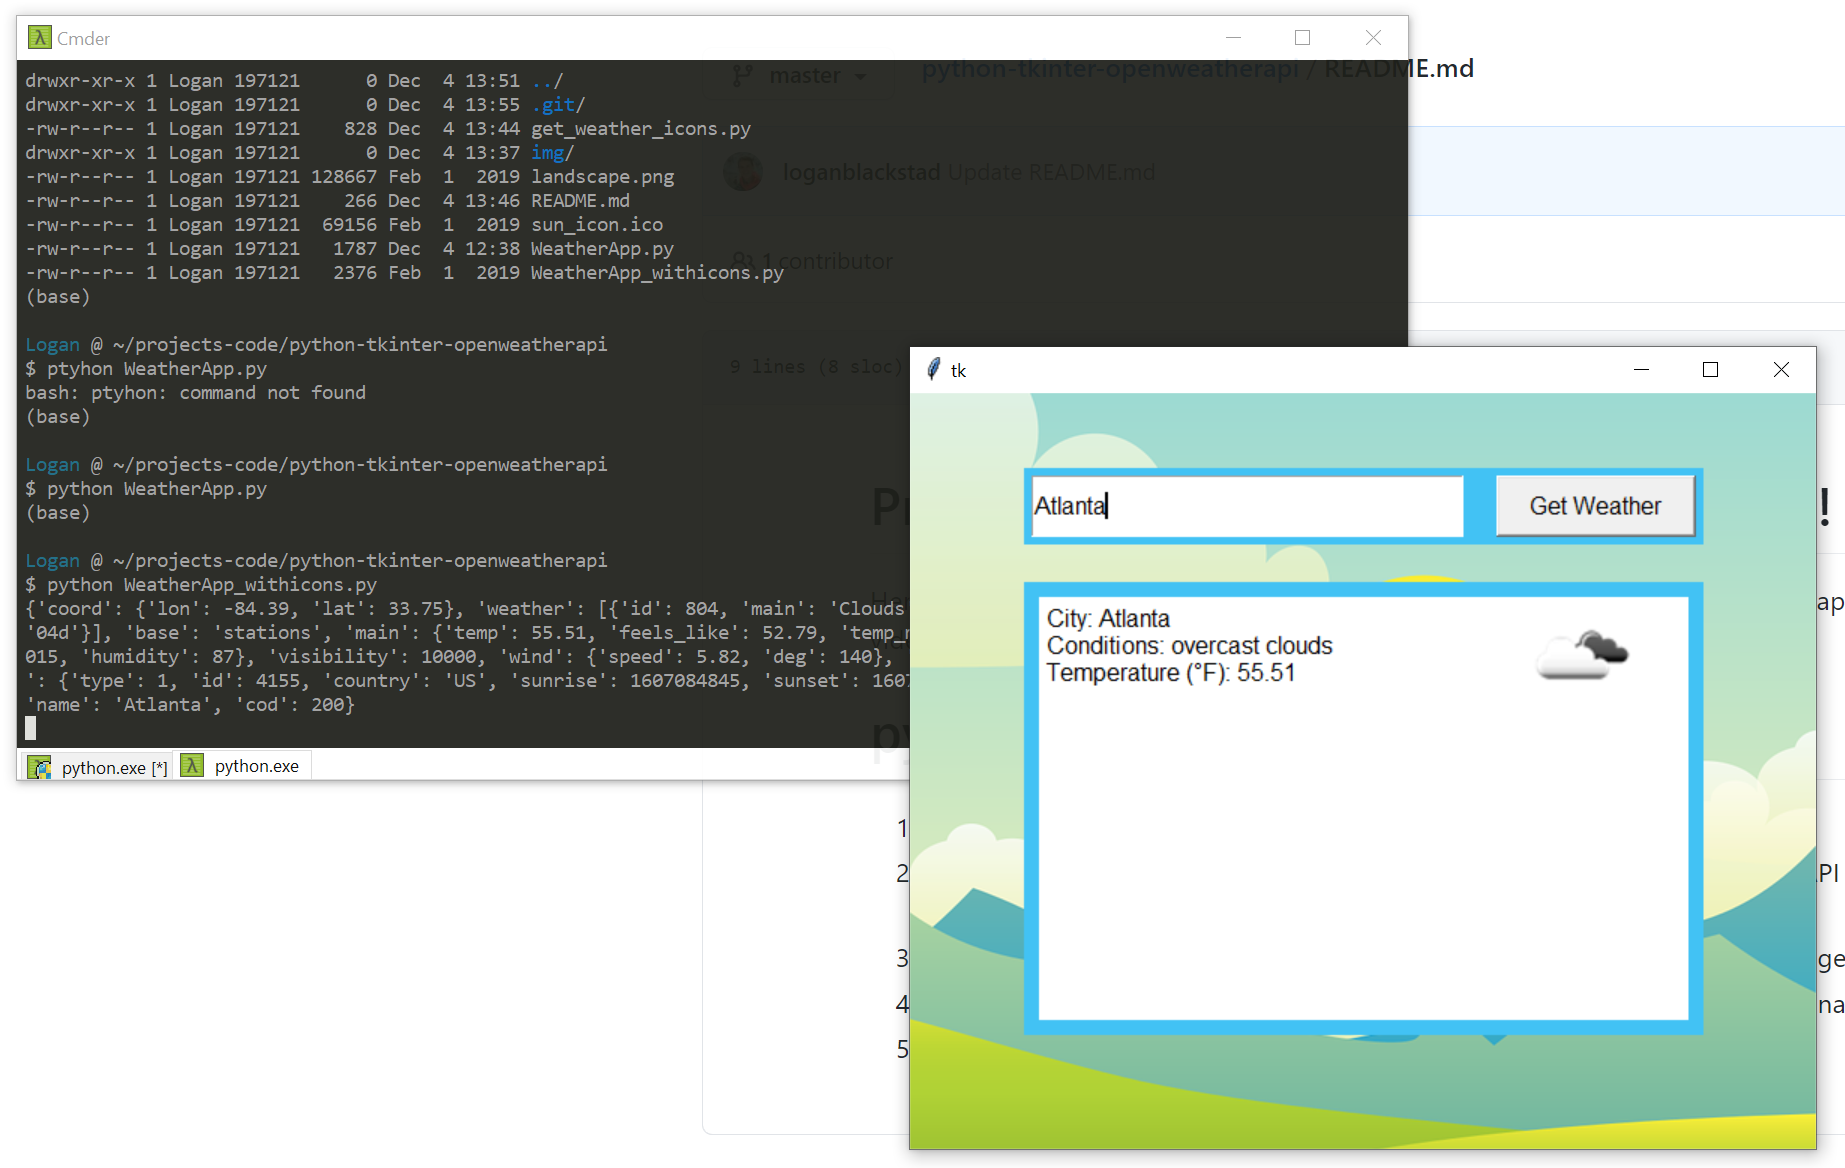 Cmder
drwxr-xr-x 1 Logan 197121      0 Dec  4 13:51 ../
drwxr-xr-x 1 Logan 197121      0 Dec  4 13:55 .git/
-rw-r--r-- 1 Logan 197121    828 Dec  4 13:44 get_weather_icons.py
drwxr-xr-x 1 Logan 197121      0 Dec  4 13:37 img/
-rw-r--r-- 1 Logan 197121 128667 Feb  1  2019 landscape.png
-rw-r--r-- 1 Logan 197121    266 Dec  4 13:46 README.md
-rw-r--r-- 1 Logan 197121  69156 Feb  1  2019 sun_icon.ico
-rw-r--r-- 1 Logan 197121   1787 Dec  4 12:38 WeatherApp.py
-rw-r--r-- 1 Logan 197121   2376 Feb  1  2019 WeatherApp_withicons.py
(base)
Logan @ ~/projects-code/python-tkinter-openweatherapi
$ ptyhon WeatherApp.py
bash: ptyhon: command not found
(base)
Logan @ ~/projects-code/python-tkinter-openweatherapi
$ python WeatherApp.py
(base)
Logan @ ~/projects-code/python-tkinter-openweatherapi
$ python WeatherApp_withicons.py
{'coord': {'lon': -84.39, 'lat': 33.75}, 'weather': [{'id': 804, 'main': 'Clouds
'04d'}], 'base': 'stations', 'main': {'temp': 55.51, 'feels_like': 52.79,
015, 'humidity': 87}, 'visibility': 10000, 'wind': {'speed': 5.82, 'deg': 140},
': {'type': 1, 'id': 4155, 'country': 'US', 'sunrise': 1607084845, 'sunset':
'name': 'Atlanta', 'cod': 200}
python.exe [*]
python.exe
master
python-tkinter-openweatherapi / README.md
loganblackstad Update README.md
1 contributor
9 lines (8 sloc)
!
1
2
3
4
5
tk
Atlanta
Get Weather
City: Atlanta
Conditions: overcast clouds
Temperature (°F): 55.51